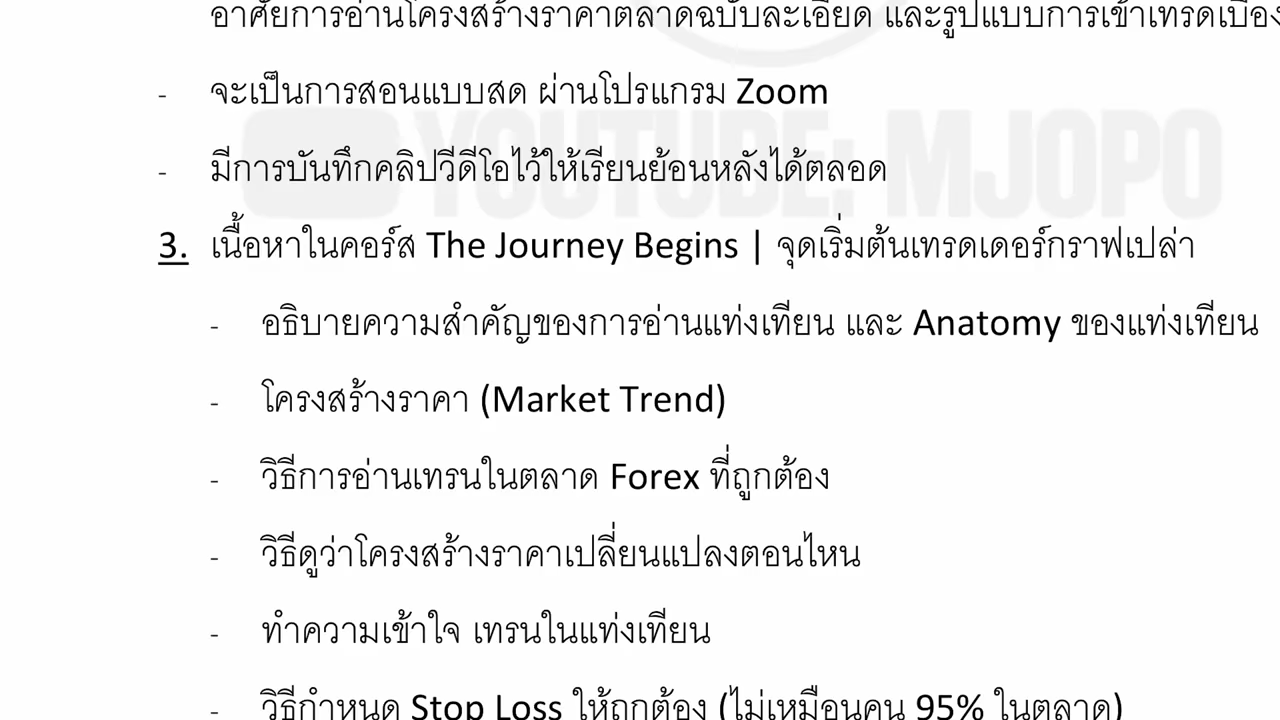 อาศัยการอ่านโครงสร้างราคาตลาดฉบับละเอียด และรูปแบบการเข้าเทรดเบื้อง
- จะเป็นการสอนแบบสด ผ่านโปรแกรม Zoom
YOUTUBE: MJOPO
- มีการบันทึกคลิปวีดีโอไว้ให้เรียนย้อนหลังได้ตลอด
3. เนื้อหาในคอร์ส The Journey Begins | จุดเริ่มต้นเทรดเดอร์กราฟเปล่า
- อธิบายความสำคัญของการอ่านแท่งเทียน และ Anatomy ของแท่งเทียน
- โครงสร้างราคา (Market Trend)
- วิธีการอ่านเทรนในตลาด Forex ที่ถูกต้อง
- วิธีดูว่าโครงสร้างราคาเปลี่ยนแปลงตอนไหน
- ทำความเข้าใจ เทรนในแท่งเทียน
- วิธีกำหนด Stop Loss ให้ถูกต้อง (ไม่เหมือนคน 95% ในตลาด)